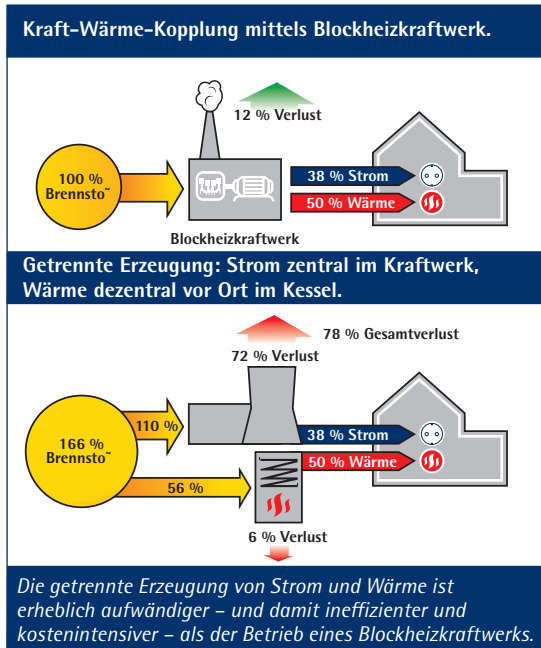 Kraft-Wärme-Kopplung mittels Blockheizkraftwerk.
12 % Verlust
100 %
Brennsto˜
38 % Strom
50 % Wärme
Blockheizkraftwerk
Getrennte Erzeugung: Strom zentral im Kraftwerk,
Wärme dezentral vor Ort im Kessel.
78 % Gesamtverlust
72 % Verlust
110 %
166 %
Brennsto˜
38 % Strom
50 % Wärme
56 %
6 % Verlust
Die getrennte Erzeugung von Strom und Wärme ist
erheblich aufwändiger – und damit ineffizienter und
kostenintensiver – als der Betrieb eines Blockheizkraftwerks.